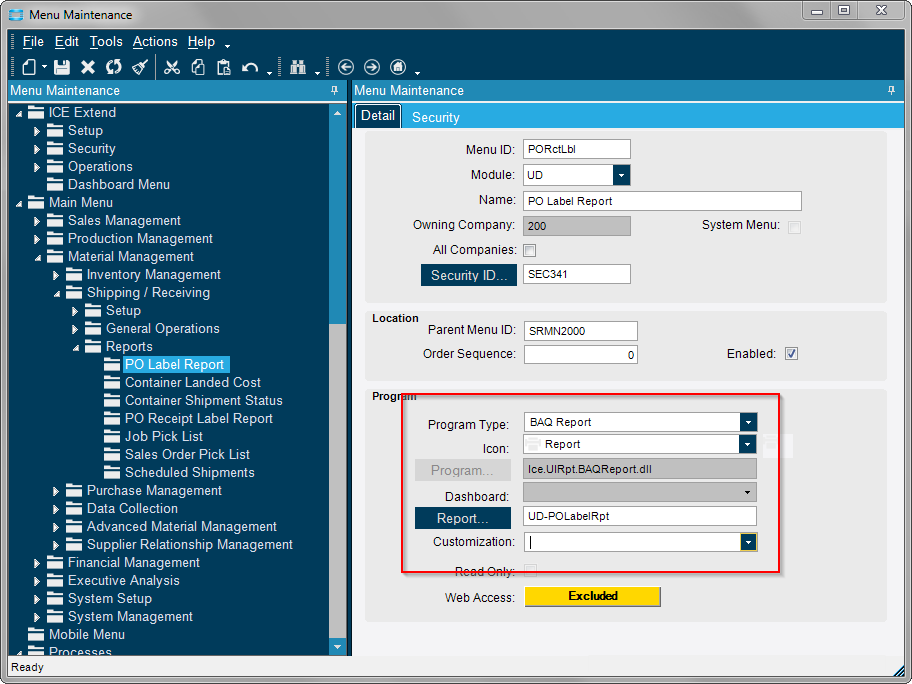 Menu Maintenance
File Edit Tools Actions Help
Menu Maintenance
ICE Extend
Setup
Security
Operations
Dashboard Menu
Main Menu
Sales Management
Production Management
Material Management
Inventory Management
Shipping / Receiving
Setup
General Operations
Reports
PO Label Report
Container Landed Cost
Container Shipment Status
PO Receipt Label Report
Job Pick List
Sales Order Pick List
Scheduled Shipments
Purchase Management
Data Collection
Advanced Material Management
Supplier Relationship Management
Financial Management
Executive Analysis
System Setup
System Management
Mobile Menu
Processes
Menu Maintenance
Detail Security
Menu ID: PORctLbl
Module: UD
Name: PO Label Report
Owning Company: 200 System Menu:
All Companies:
Security ID... SEC341
Location
Parent Menu ID: SRMN2000
Order Sequence: 0 Enabled:
Program
Program Type: BAQ Report
Icon: Report
Program... Ice.UIRpt.BAQReport.dll
Dashboard:
Report... UD-POLabelRpt
Customization:
Read Only:
Web Access: Excluded
Ready